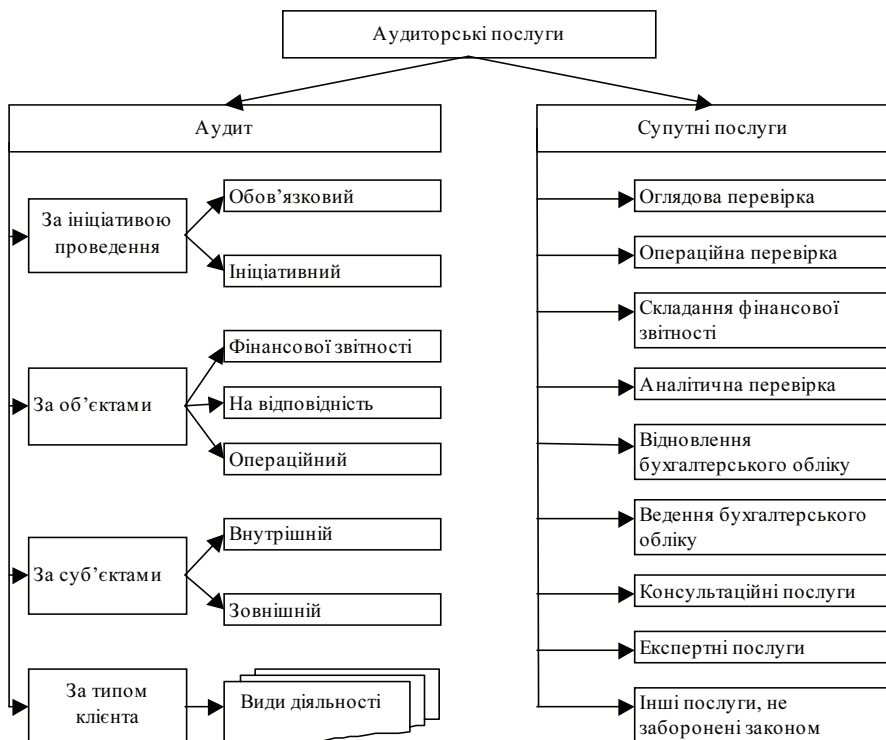 Аудиторські послуги
Аудит
За ініціативою
проведення
Обов’язковий
Ініціативний
За об’єктами
Фінансової звітності
На відповідність
Операційний
За суб’єктами
Внутрішній
Зовнішній
За типом
клієнта
Види діяльності
Супутні послуги
Оглядова перевірка
Операційна перевірка
Складання фінансової
звітності
Аналітична перевірка
Відновлення
бухгалтерського обліку
Ведення бухгалтерського
обліку
Консультаційні послуги
Експертні послуги
Інші послуги, не
заборонені законом